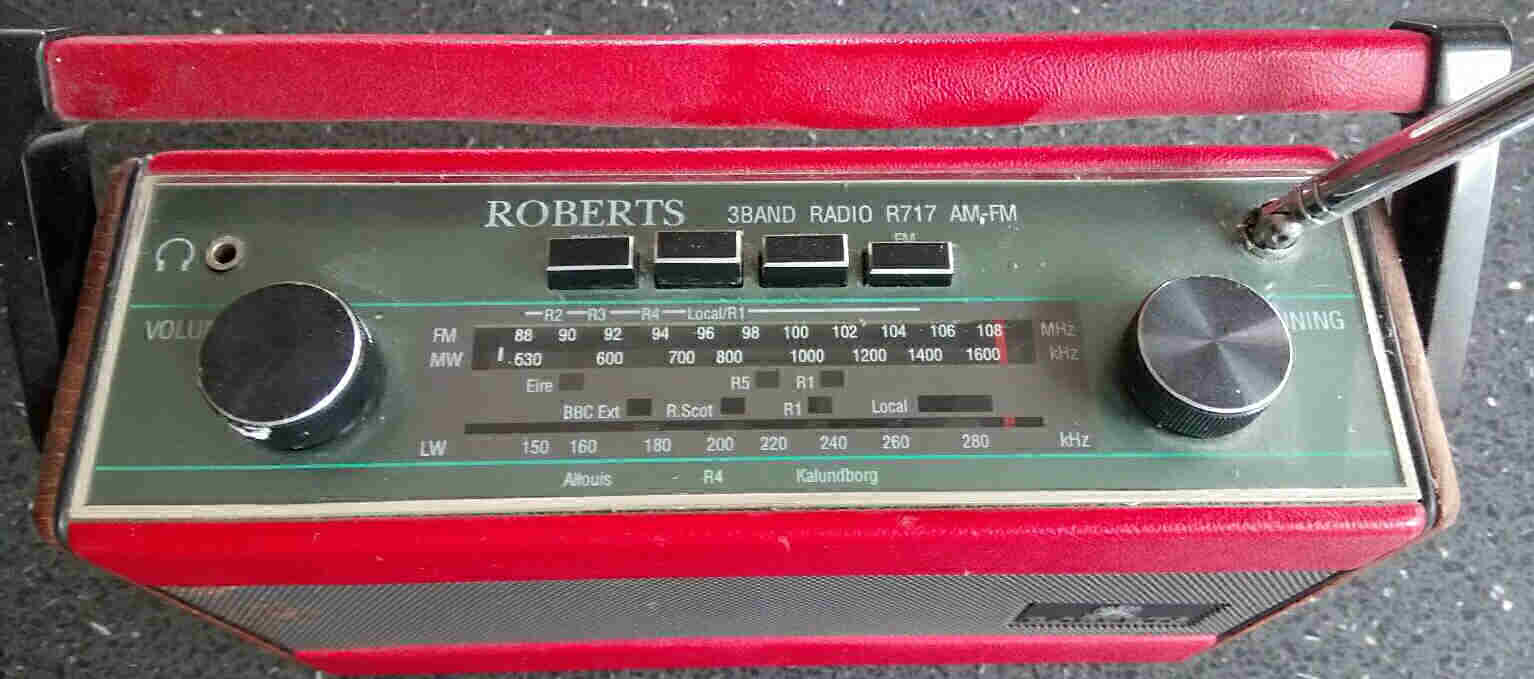 ROBERTS 3BAND RADIO R717 AM-FM
FM
VOLU
NING
R2 R3 R4 Local/R1
FM 88 90 92 94 96 98 100 102 104 106 108 MHz
MW 530 600 700 800 1000 1200 1400 1600 kHz
Eire R5 R1
BBC Ext R.Scot R1 Local
LW 150 160 180 200 220 240 260 280 kHz
Allouis R4 Kalundborg